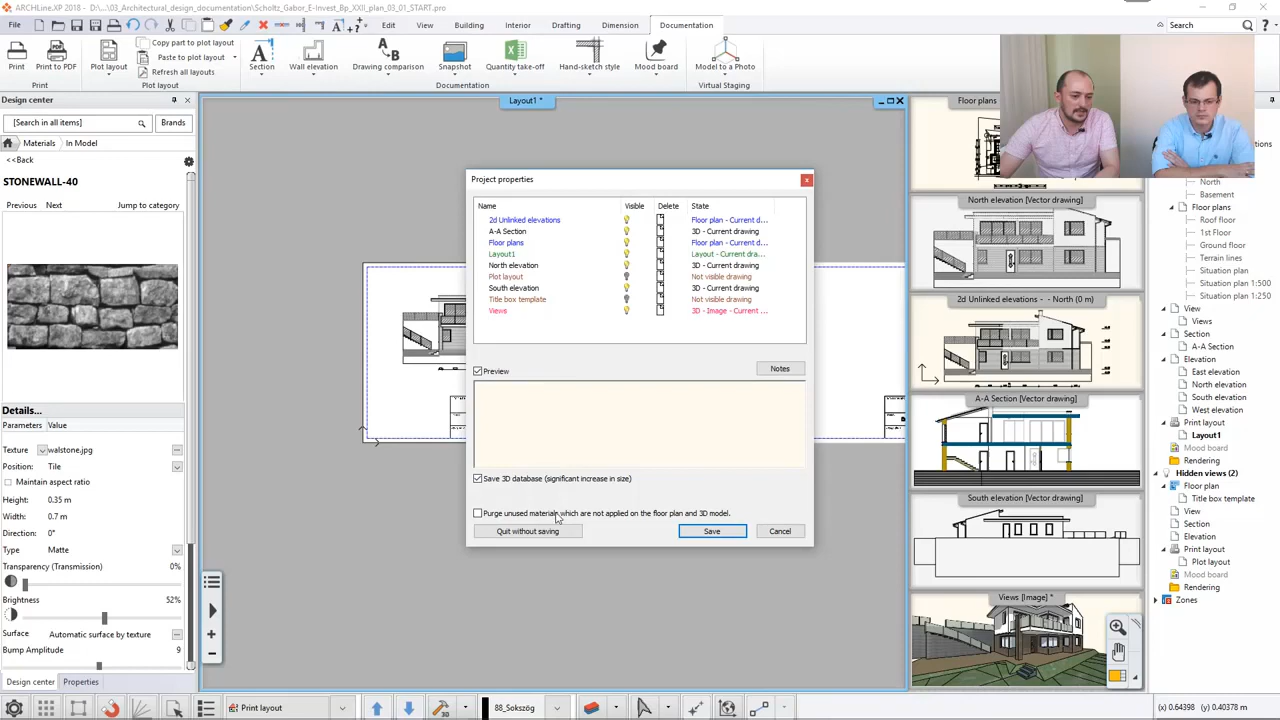 ARCHLine.XP 2018 - D:\...\03_Architectural_design_documentation\Scholtz_Gabor_E-Invest_Bp_XXII_plan_03_01_START.pro
File
Edit View Building Interior Drafting Dimension Documentation
Search
Print
Print to PDF
Plot layout
Copy part to plot layout
Paste to plot layout
Refresh all layouts
Section
Wall elevation
Drawing comparison
Snapshot
Quantity take-off
Hand-sketch style
Mood board
Model to a Photo
Print
Plot layout
Documentation
Virtual Staging
Design center
[Search in all items]
Brands
Materials In Model
<<Back
STONEWALL-40
Previous Next Jump to category
Details...
Parameters Value
Texture walstone.jpg
Position: Tile
Maintain aspect ratio
Height: 0.35 m
Width: 0.7 m
Direction: 0°
Type Matte
Transparency (Transmission) 0%
Brightness 52%
Surface Automatic surface by texture
Bump Amplitude 9
Design center Properties
Layout1 *
Project properties
Name Visible Delete State
2d Unlinked elevations Floor plan - Current d...
A-A Section 3D - Current drawing
Floor plans Floor plan - Current d...
Layout1 Layout - Current dra...
North elevation 3D - Current drawing
Plot layout Not visible drawing
South elevation 3D - Current drawing
Title box template Not visible drawing
Views 3D - Image - Current ...
Preview
Notes
Save 3D database (significant increase in size)
Purge unused materials which are not applied on the floor plan and 3D model.
Quit without saving
Save
Cancel
Floor plans
North elevation [Vector drawing]
2d Unlinked elevations - - North (0 m)
A-A Section [Vector drawing]
South elevation [Vector drawing]
Views [Image] *
North
Basement
Floor plans
Roof floor
1st Floor
Ground floor
Terrain lines
Situation plan
Situation plan 1:500
Situation plan 1:250
View
Views
Section
A-A Section
Elevation
East elevation
North elevation
South elevation
West elevation
Print layout
Layout1
Mood board
Rendering
Hidden views (2)
Floor plan
Title box template
View
Section
Elevation
Print layout
Plot layout
Mood board
Rendering
Zones
Print layout
88_Sokszög
(x) 0.64398 (y) 0.40378 m